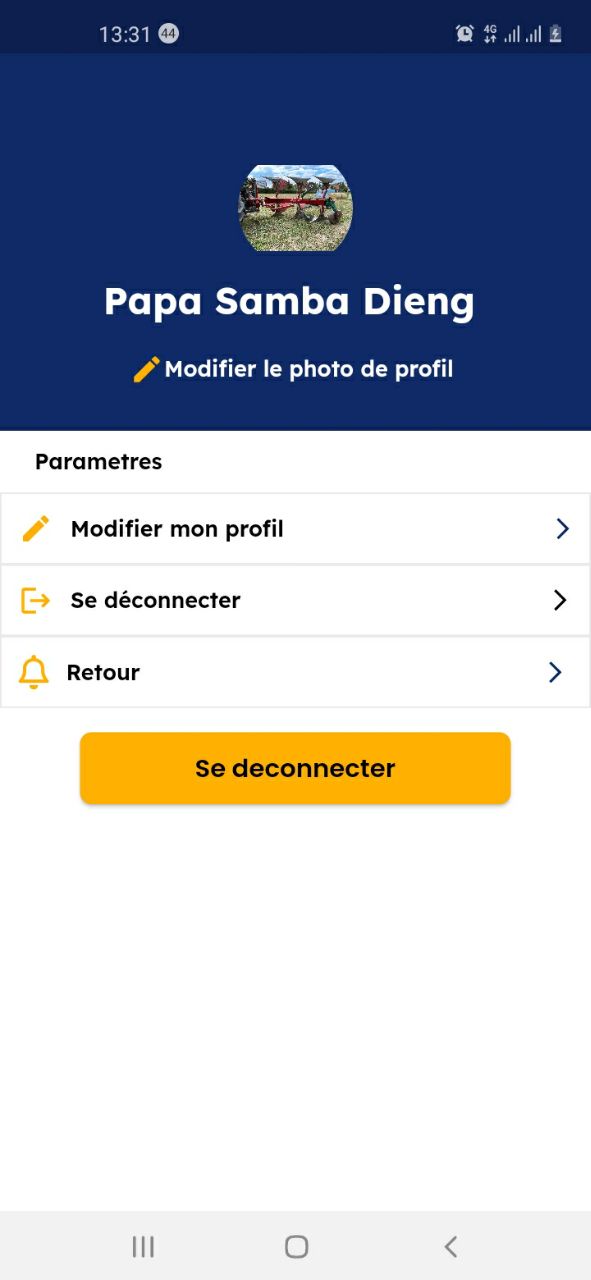 13:31 44 4G
Papa Samba Dieng
Modifier le photo de profil
Parametres
Modifier mon profil
Se déconnecter
Retour
Se deconnecter